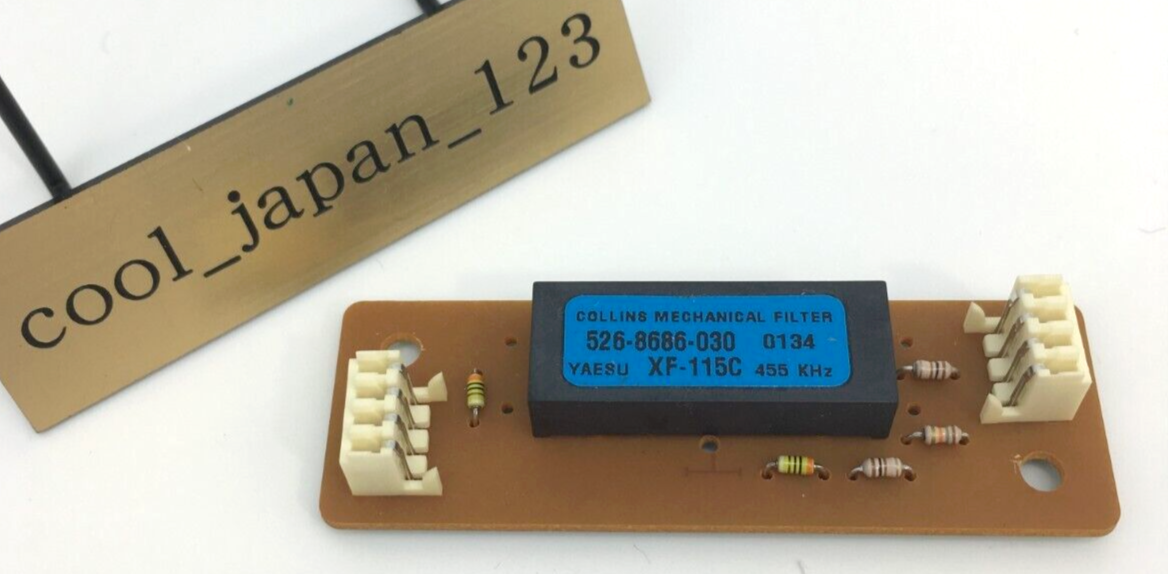 cool_japan_123
COLLINS MECHANICAL FILTER
526-8686-030 0134
YAESU XF-115C 455 KHz